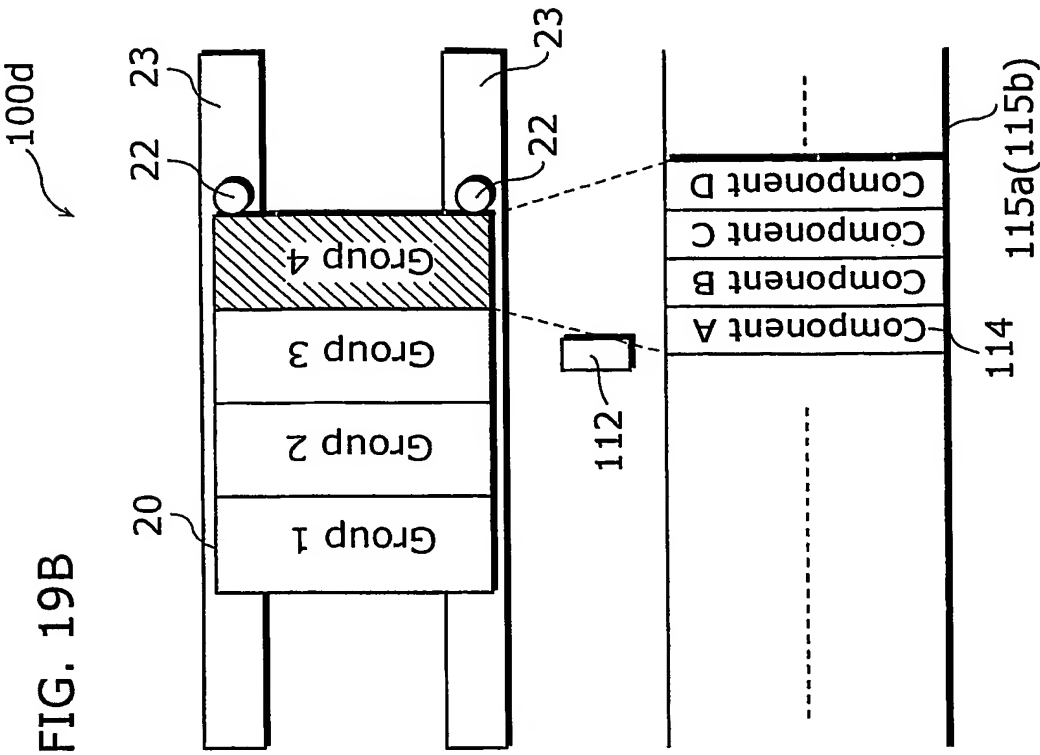 FIG. 19B
100d
23
23
22
22
20
Group 1
Group 2
Group 3
Group 4
112
Component A
Component B
Component C
Component D
114
115a(115b)